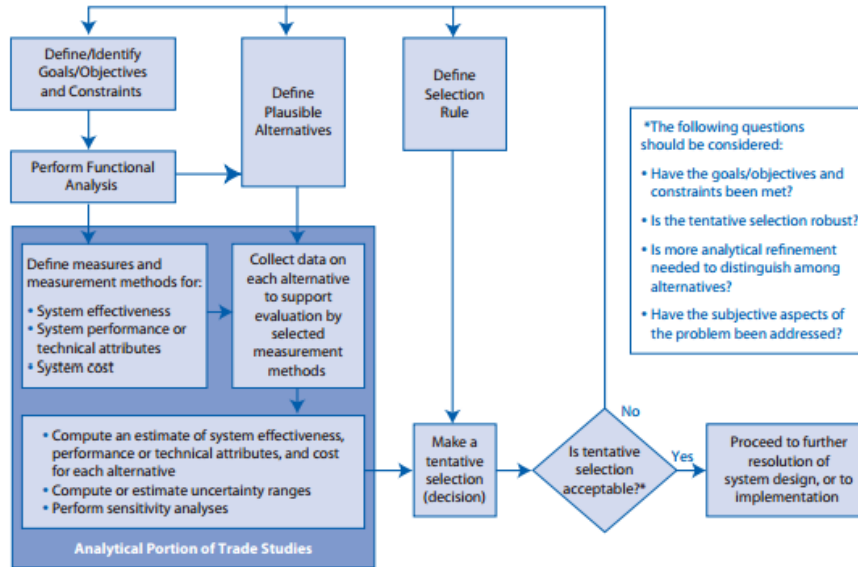 Define/Identify
Goals/Objectives
and Constraints
Define
Plausible
Alternatives
Define
Selection
Rule
Perform Functional
Analysis
*The following questions
should be considered:
• Have the goals/objectives and
constraints been met?
• Is the tentative selection robust?
• Is more analytical refinement
needed to distinguish among
alternatives?
• Have the subjective aspects of
the problem been addressed?
Define measures and
measurement methods for:
• System effectiveness
• System performance or
technical attributes
• System cost
Collect data on
each alternative
to support
evaluation by
selected
measurement
methods
• Compute an estimate of system effectiveness,
performance or technical attributes, and cost
for each alternative
• Compute or estimate uncertainty ranges
• Perform sensitivity analyses
Analytical Portion of Trade Studies
Make a
tentative
selection
(decision)
No
Is tentative
selection
acceptable?*
Yes
Proceed to further
resolution of
system design, or to
implementation